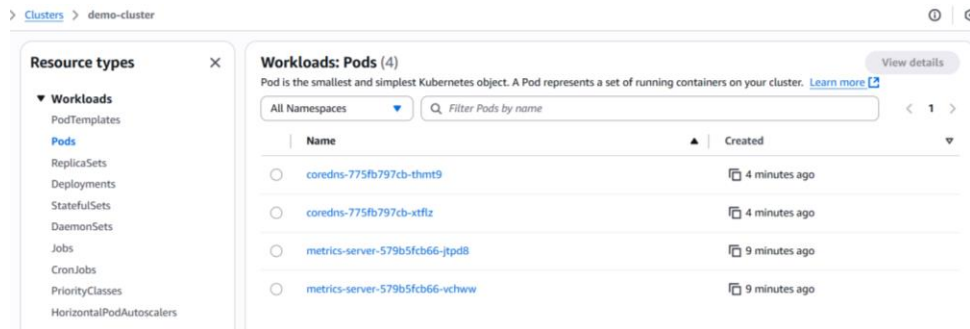 Clusters > demo-cluster
Resource types
Workloads
PodTemplates
Pods
ReplicaSets
Deployments
StatefulSets
DaemonSets
Jobs
CronJobs
PriorityClasses
HorizontalPodAutoscalers
Workloads: Pods (4)
View details
Pod is the smallest and simplest Kubernetes object. A Pod represents a set of running containers on your cluster. Learn more
All Namespaces
Filter Pods by name
< 1 >
Name Created
coredns-775fb797cb-thmt9 4 minutes ago
coredns-775fb797cb-xtflz 4 minutes ago
metrics-server-579b5fcb66-jtpd8 9 minutes ago
metrics-server-579b5fcb66-vchww 9 minutes ago